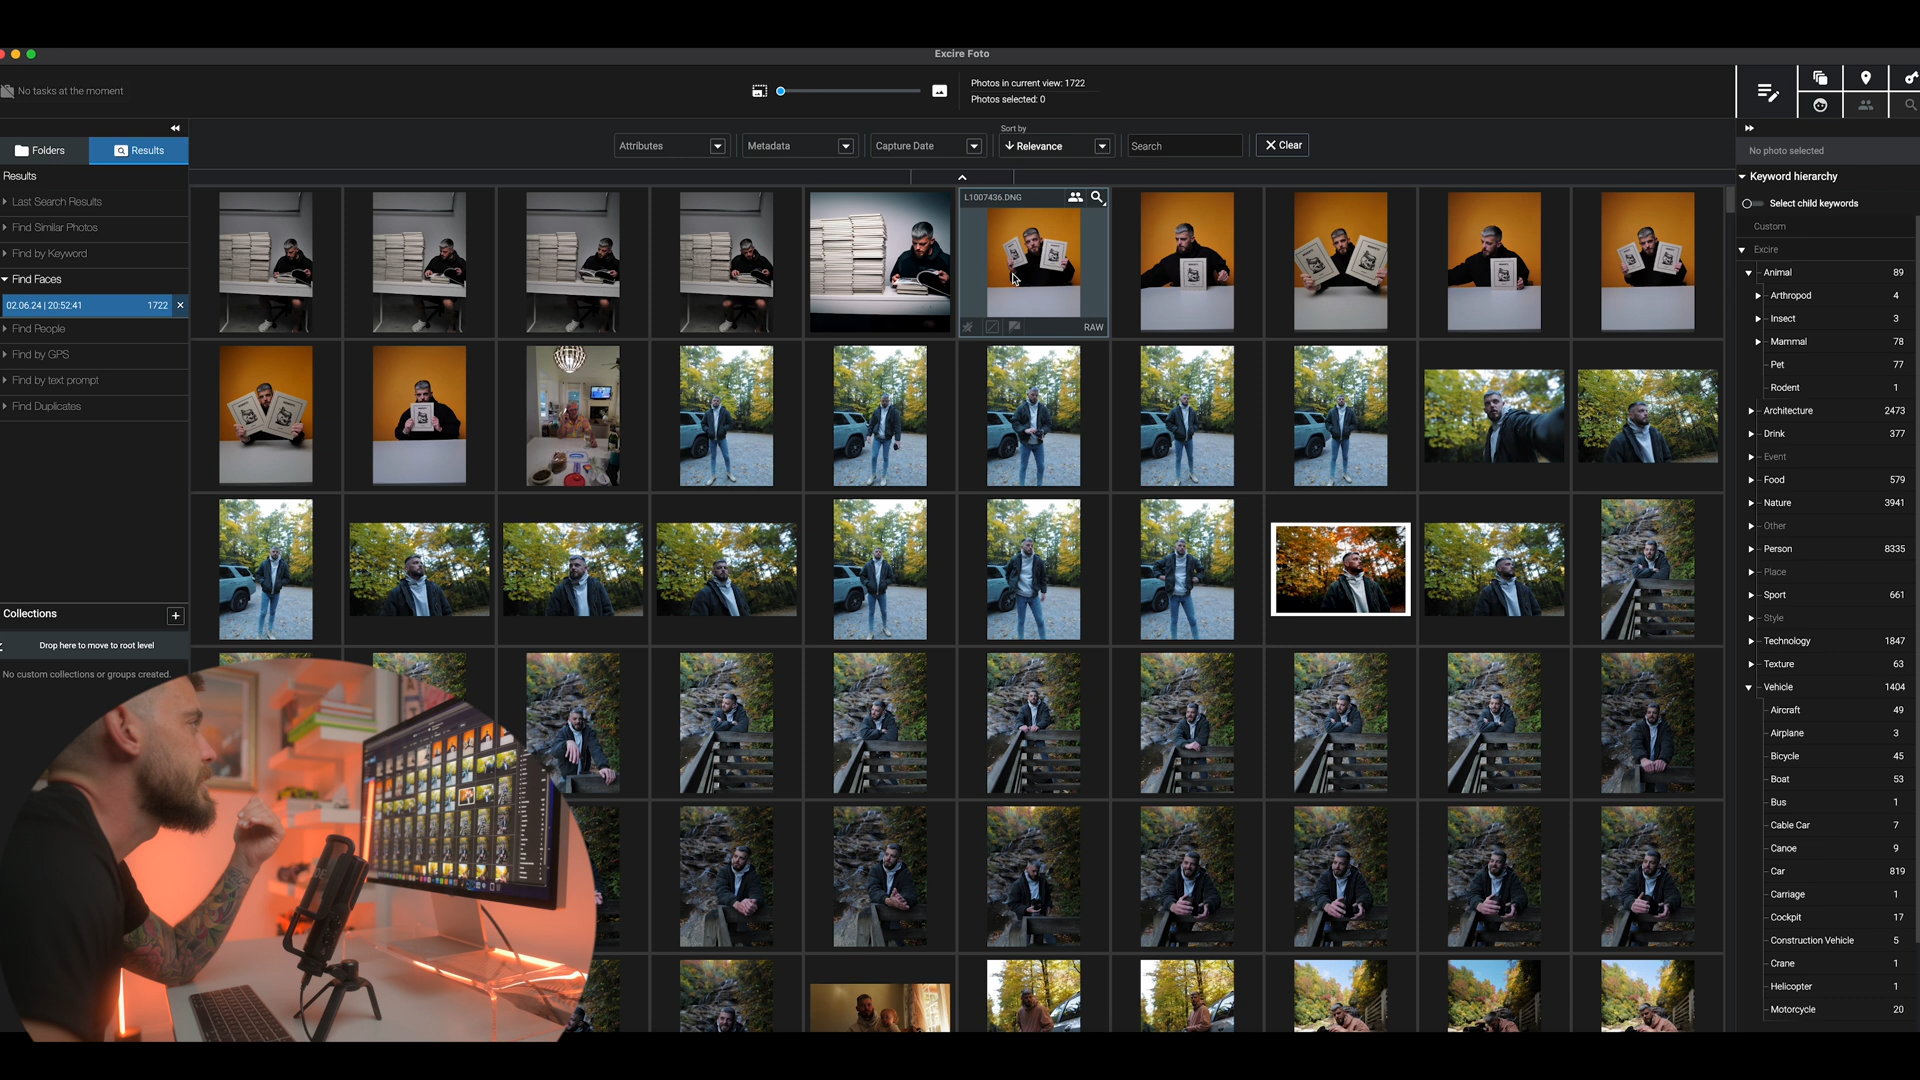 Excire Foto
No tasks at the moment
Photos in current view: 1722
Photos selected: 0
Folders
Results
Attributes
Metadata
Capture Date
Sort by
Relevance
Search
Clear
No photo selected
Results
Last Search Results
Find Similar Photos
Find by Keyword
Find Faces
02.06.24 | 20:52:41 1722
Find People
Find by GPS
Find by text prompt
Find Duplicates
Collections
Drop here to move to root level
No custom collections or groups created.
L1007436.DNG
RAW
Keyword hierarchy
Select child keywords
Custom
Excire
Animal 89
Arthropod 4
Insect 3
Mammal 78
Pet 77
Rodent 1
Architecture 2473
Drink 377
Event
Food 579
Nature 3941
Other
Person 8335
Place
Sport 661
Style
Technology 1847
Texture 63
Vehicle 1404
Aircraft 49
Airplane 3
Bicycle 45
Boat 53
Bus 1
Cable Car 7
Canoe 9
Car 819
Carriage 1
Cockpit 17
Construction Vehicle 5
Crane 1
Helicopter 1
Motorcycle 20